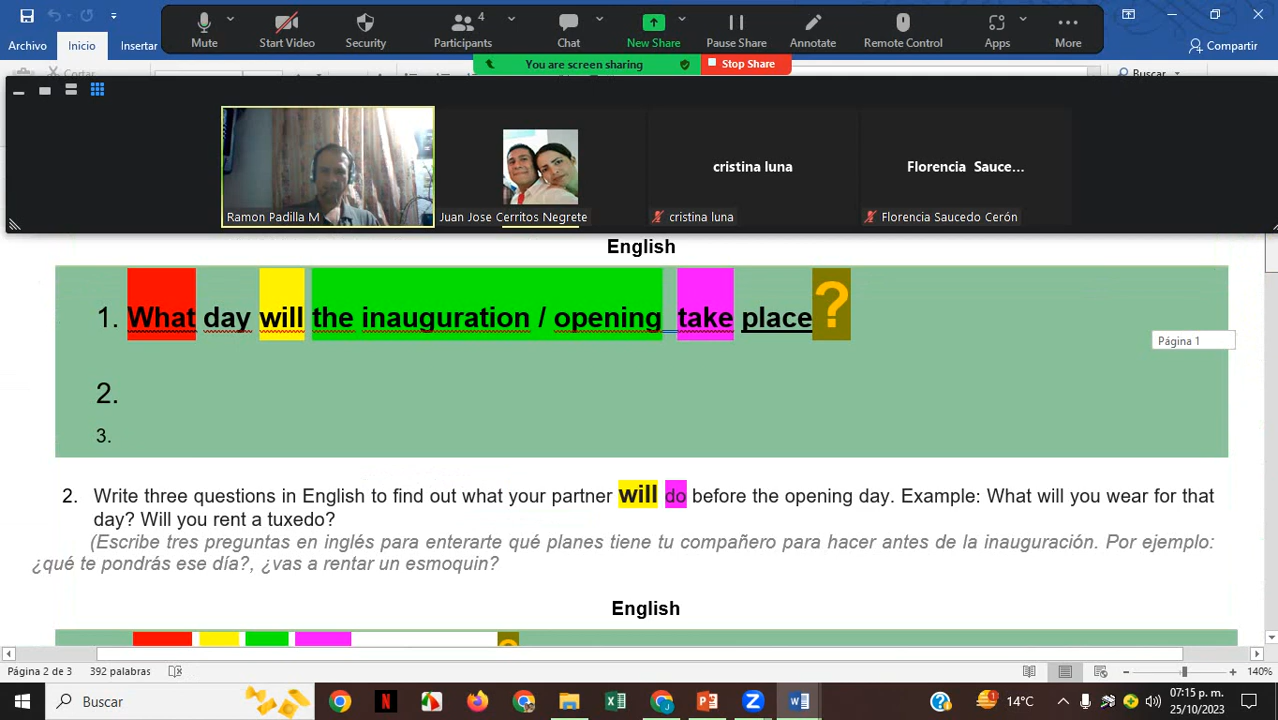 Archivo Inicio Insertar Compartir
Mute Start Video Security Participants 4 Chat New Share Pause Share Annotate Remote Control Apps More
You are screen sharing Stop Share
Cortar Buscar
cristina luna Florencia Sauce...
Ramon Padilla M Juan Jose Cerritos Negrete cristina luna Florencia Saucedo Cerón
English
1. What day will the inauguration / opening take place?
Página 1
2.
3.
2. Write three questions in English to find out what your partner will do before the opening day. Example: What will you wear for that
day? Will you rent a tuxedo?
(Escribe tres preguntas en inglés para enterarte qué planes tiene tu compañero para hacer antes de la inauguración. Por ejemplo:
¿qué te pondrás ese día?, ¿vas a rentar un esmoquin?
English
?
Página 2 de 3 392 palabras 140%
Buscar 14°C 07:15 p. m.
25/10/2023